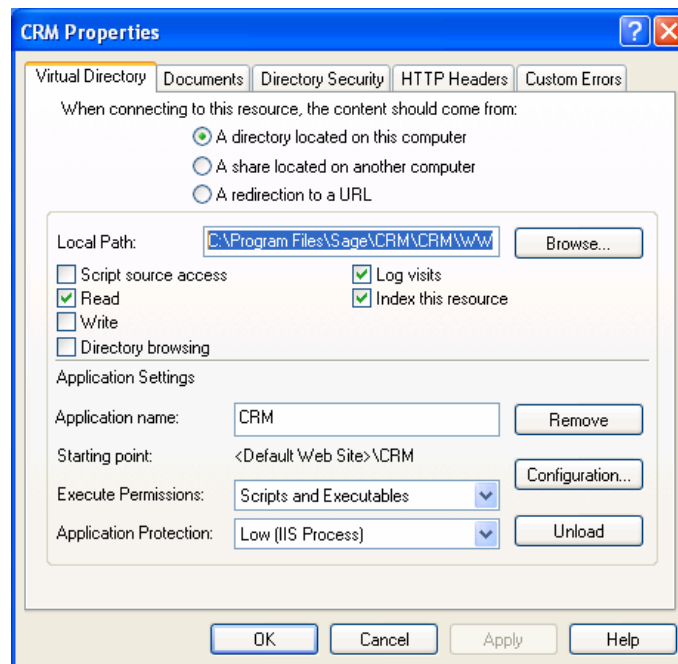 CRM Properties
?
Virtual Directory Documents Directory Security HTTP Headers Custom Errors
When connecting to this resource, the content should come from:
A directory located on this computer
A share located on another computer
A redirection to a URL
Local Path: C:\Program Files\Sage\CRM\CRM\WW Browse...
Script source access Log visits
Read Index this resource
Write
Directory browsing
Application Settings
Application name: CRM Remove
Starting point: <Default Web Site>\CRM
Configuration...
Execute Permissions: Scripts and Executables
Application Protection: Low (IIS Process) Unload
OK Cancel Apply Help